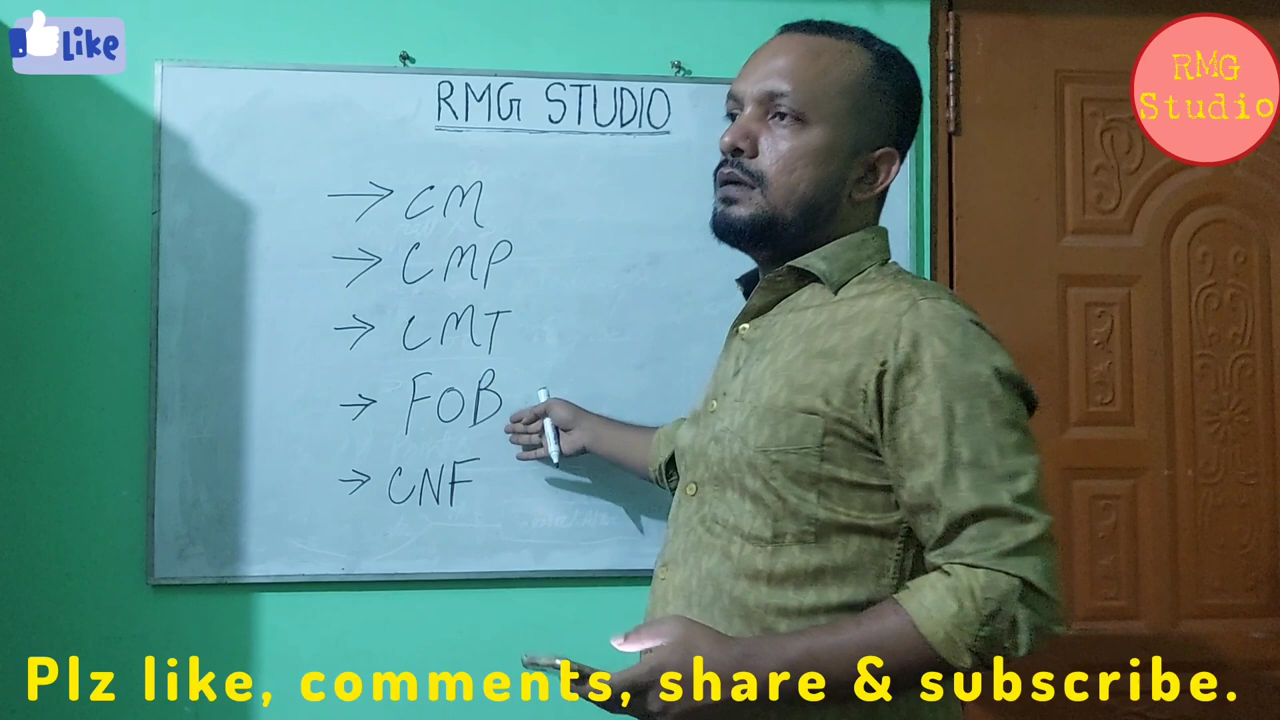 Like
RMG
Studio
RMG STUDIO
→ CM
→ CMP
→ CMT
→ FOB
→ CNF
Plz like, comments, share & subscribe.